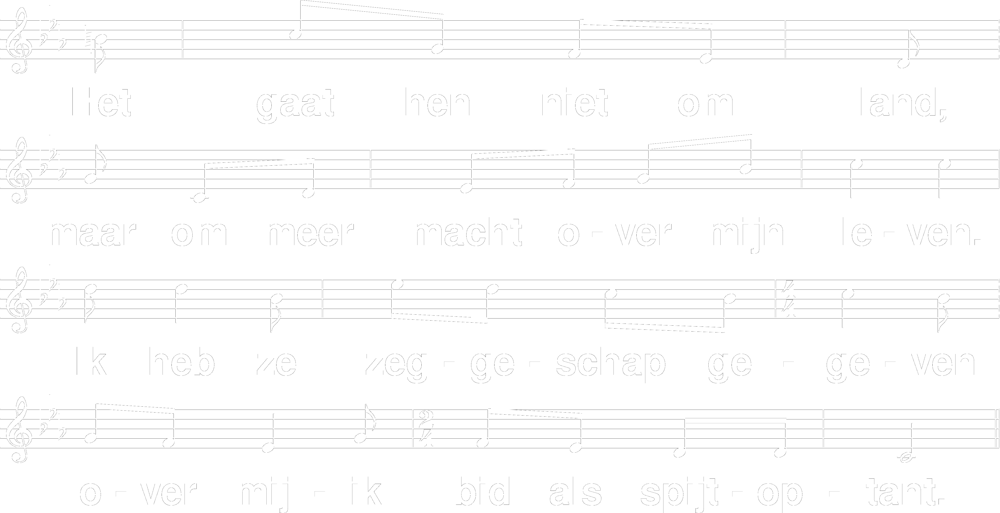 Het gaat hen niet om land,
maar om meer macht o - ver mijn le - ven.
Ik heb ze zeg - ge - schap ge - ge - ven
o - ver mij - ik bid als spijt - op - tant.